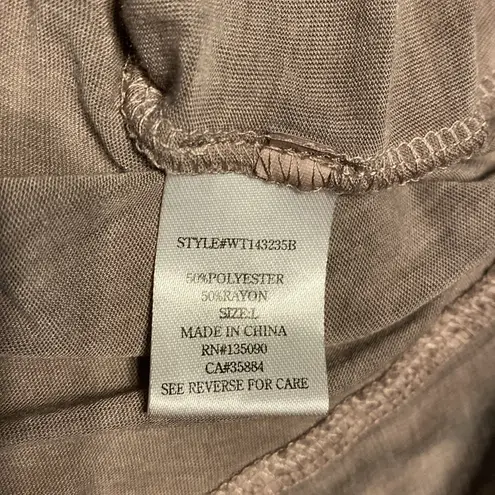 STYLE#WT143235B
50%POLYESTER
50%RAYON
SIZE:L
MADE IN CHINA
RN#135090
CA#35884
SEE REVERSE FOR CARE